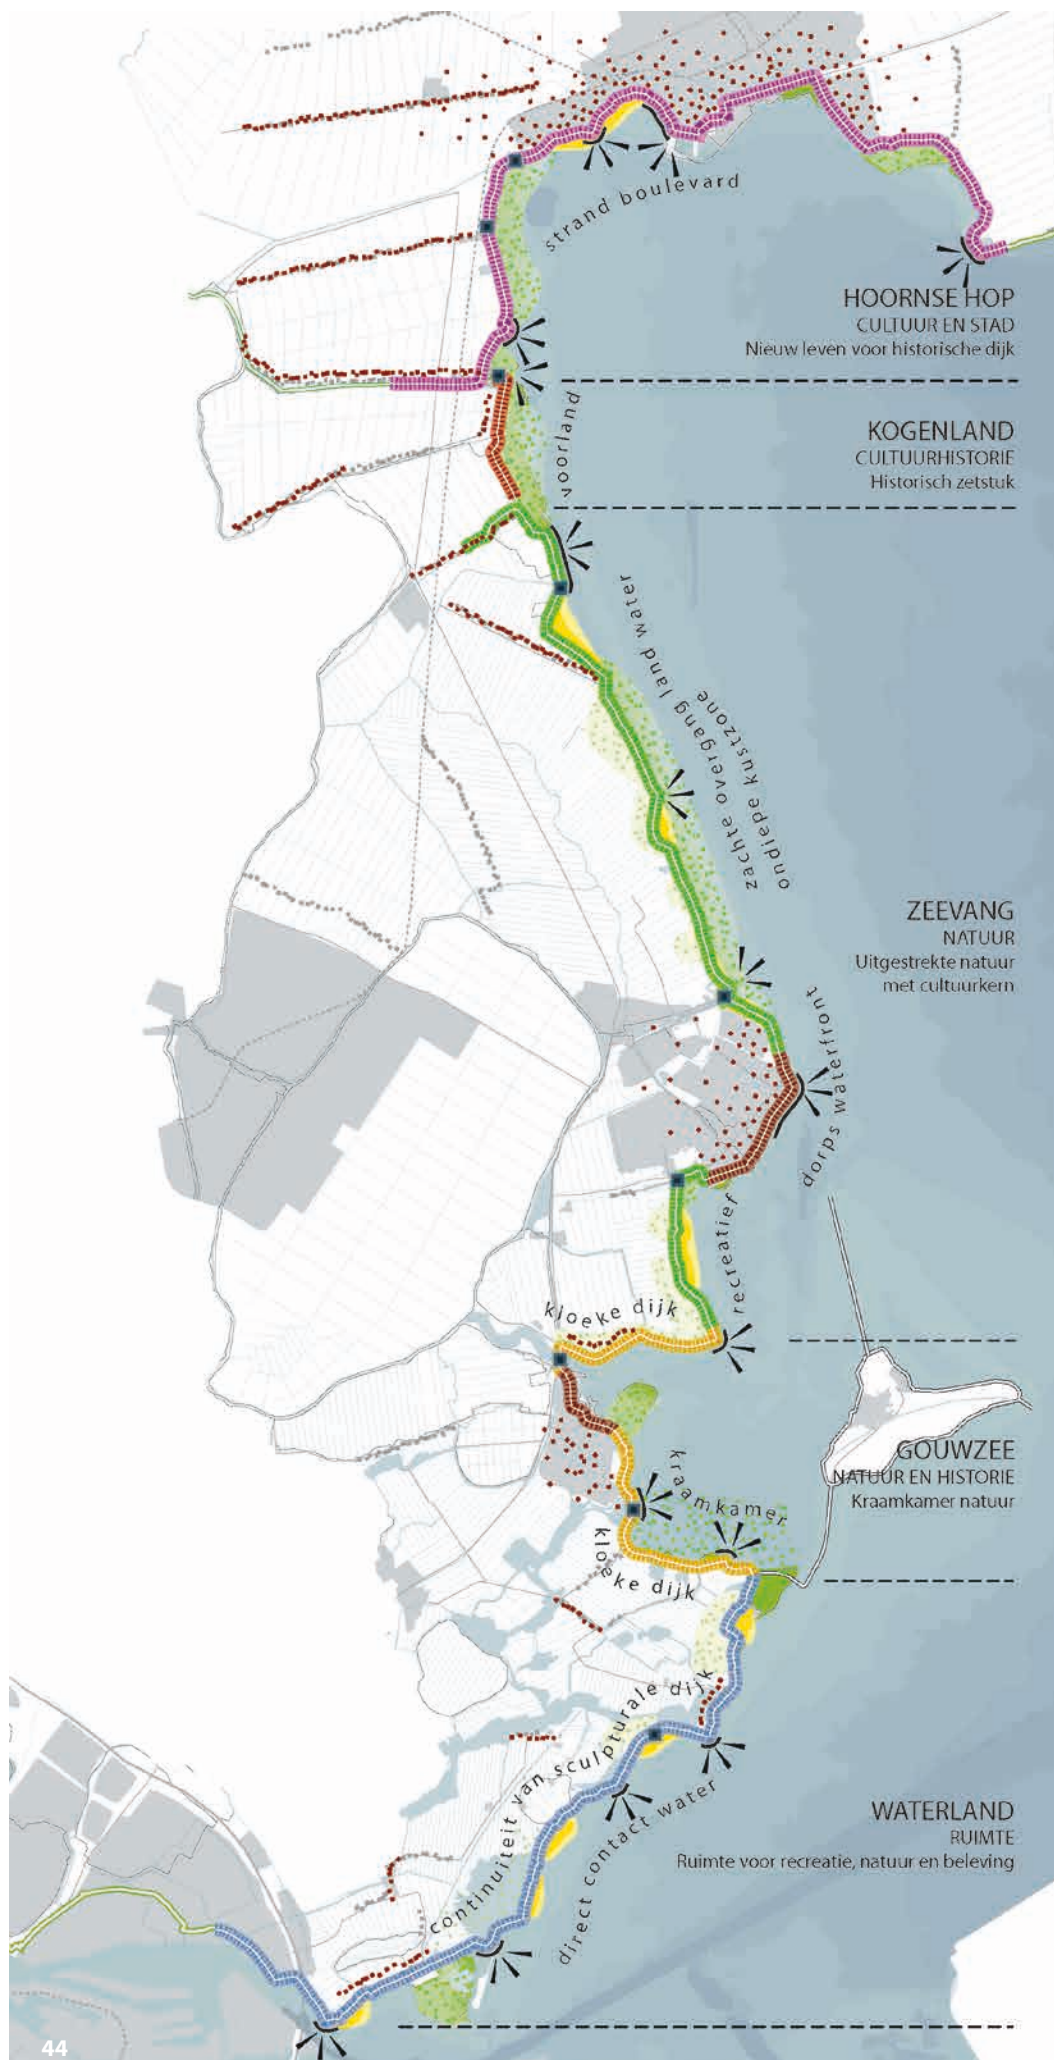 strand boulevard
HOORNSE HOP
CULTUUR EN STAD
Nieuw leven voor historische dijk
voorland
KOGENLAND
CULTUURHISTORIE
Historisch zetstuk
zachte overgang land water
ondiepe kustzone
ZEEVANG
NATUUR
Uitgestrekte natuur
met cultuurkern
dorps waterfront
recreatief
kloeke dijk
GOUWZEE
NATUUR EN HISTORIE
Kraamkamer natuur
kraamkamer
kloeke dijk
continuiteit van sculpturale dijk
direct contact water
WATERLAND
RUIMTE
Ruimte voor recreatie, natuur en beleving
44